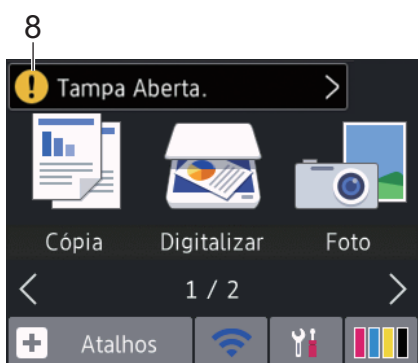 8
Tampa Aberta.
Cópia Digitalizar Foto
1 / 2
Atalhos